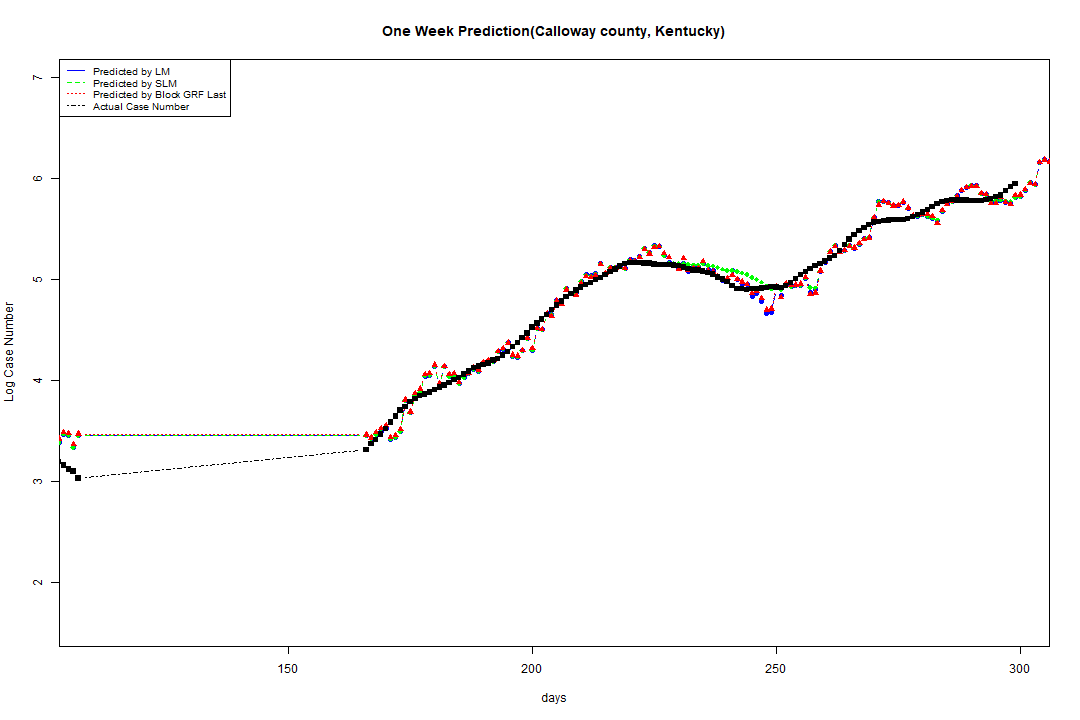 One Week Prediction(Calloway county, Kentucky)
Predicted by LM
Predicted by SLM
Predicted by Block GRF Last
Actual Case Number
7
6
5
4
3
2
Log Case Number
150 200 250 300
days